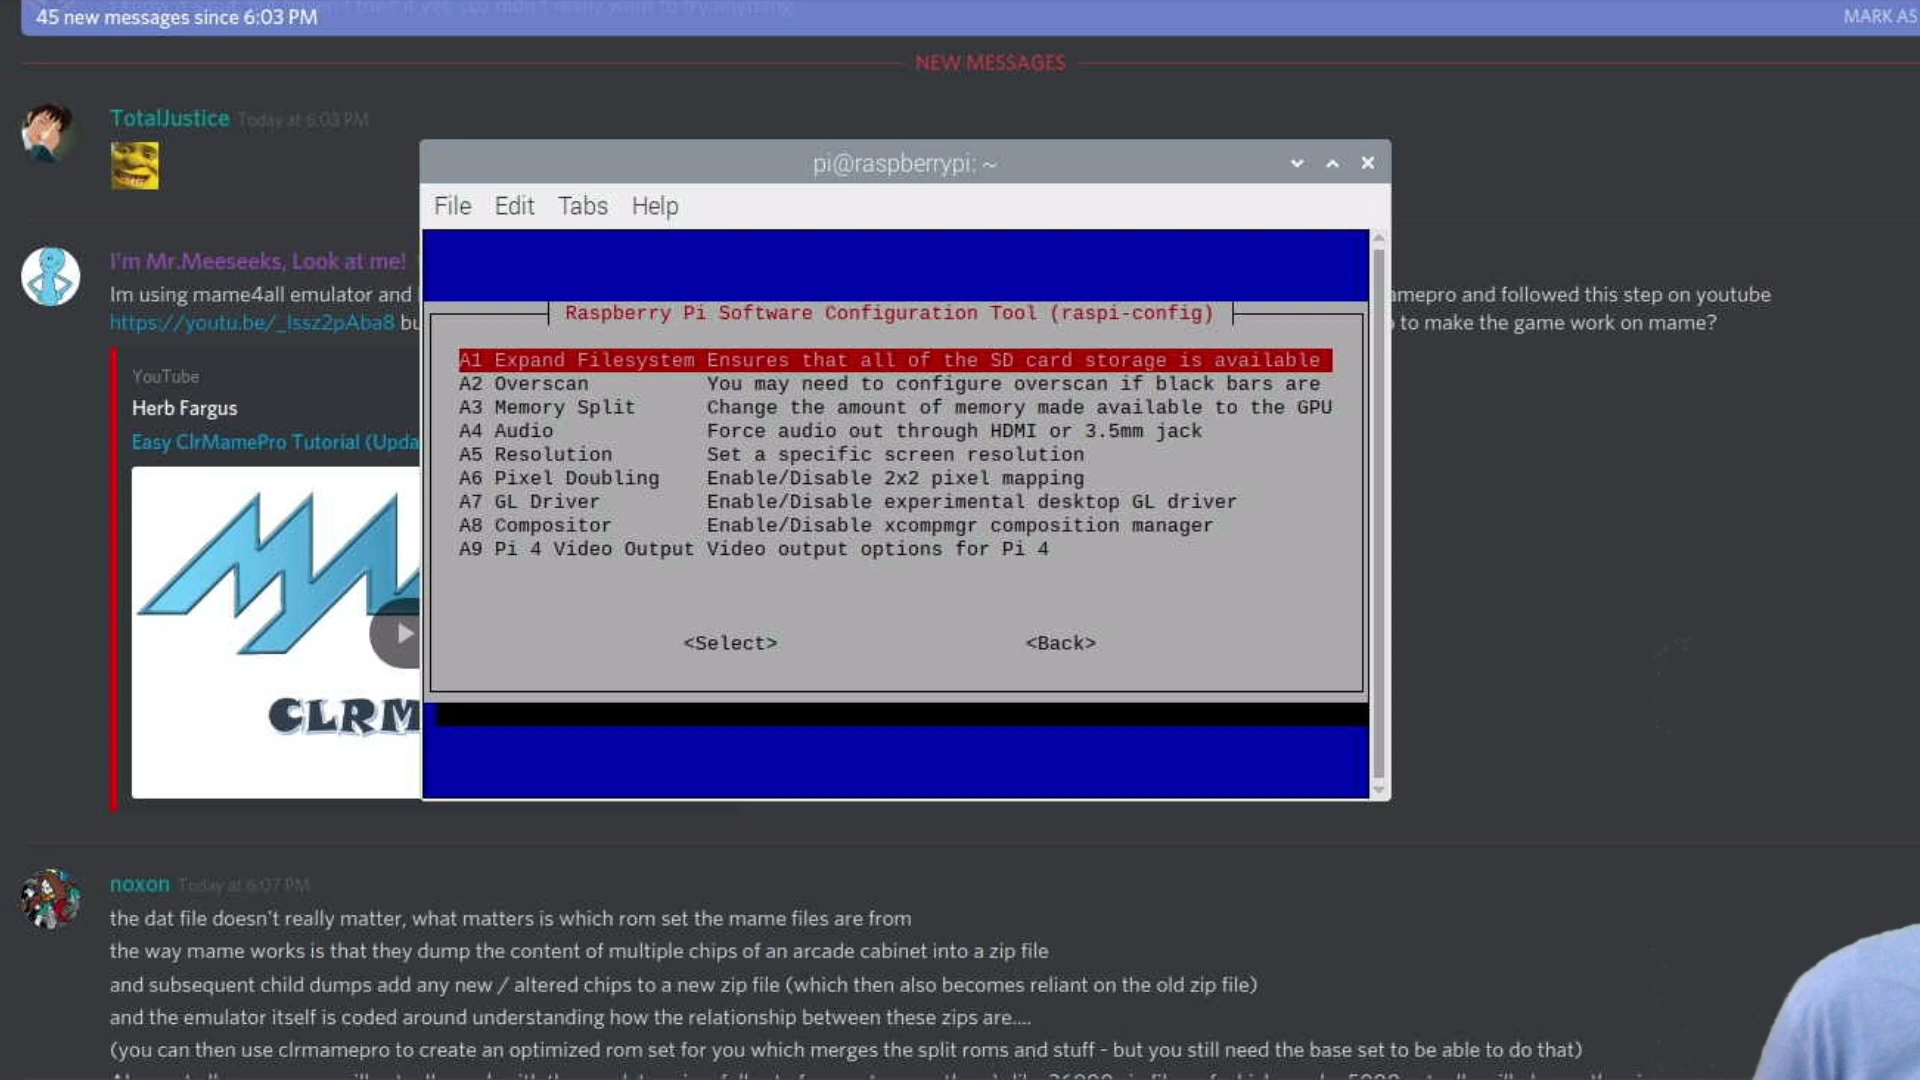 45 new messages since 6:03 PM
MARK AS
NEW MESSAGES
TotalJustice Today at 6:03 PM
I'm Mr.Meeseeks, Look at me!
Im using mame4all emulator and
amepro and followed this step on youtube
https://youtu.be/_Issz2pAba8 bu
to make the game work on mame?
YouTube
Herb Fargus
Easy ClrMamePro Tutorial (Upda
CLRM
pi@raspberrypi: ~
File Edit Tabs Help
Raspberry Pi Software Configuration Tool (raspi-config)
A1 Expand Filesystem Ensures that all of the SD card storage is available
A2 Overscan You may need to configure overscan if black bars are
A3 Memory Split Change the amount of memory made available to the GPU
A4 Audio Force audio out through HDMI or 3.5mm jack
A5 Resolution Set a specific screen resolution
A6 Pixel Doubling Enable/Disable 2x2 pixel mapping
A7 GL Driver Enable/Disable experimental desktop GL driver
A8 Compositor Enable/Disable xcompmgr composition manager
A9 Pi 4 Video Output Video output options for Pi 4
<Select> <Back>
noxon Today at 6:07 PM
the dat file doesn't really matter, what matters is which rom set the mame files are from
the way mame works is that they dump the content of multiple chips of an arcade cabinet into a zip file
and subsequent child dumps add any new / altered chips to a new zip file (which then also becomes reliant on the old zip file)
and the emulator itself is coded around understanding how the relationship between these zips are....
(you can then use clrmamepro to create an optimized rom set for you which merges the split roms and stuff - but you still need the base set to be able to do that)